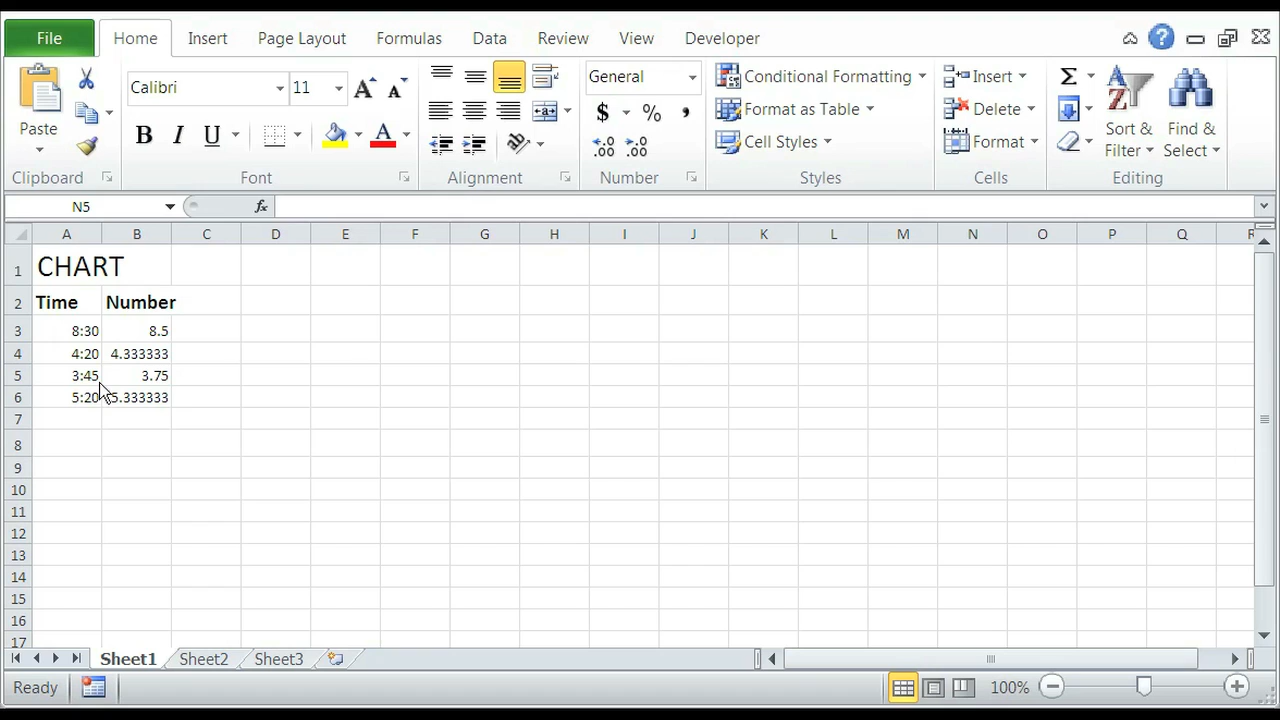 File Home Insert Page Layout Formulas Data Review View Developer
Calibri 11 General Conditional Formatting Insert Σ
Paste B I U A $ % , Format as Table Delete Sort & Filter Find & Select
Cell Styles Format
Clipboard Font Alignment Number Styles Cells Editing
N5 fx
A B C D E F G H I J K L M N O P Q R
1 CHART
2 Time Number
3 8:30 8.5
4 4:20 4.333333
5 3:45 3.75
6 5:20 5.333333
7
8
9
10
11
12
13
14
15
16
17
Sheet1 Sheet2 Sheet3
Ready 100%